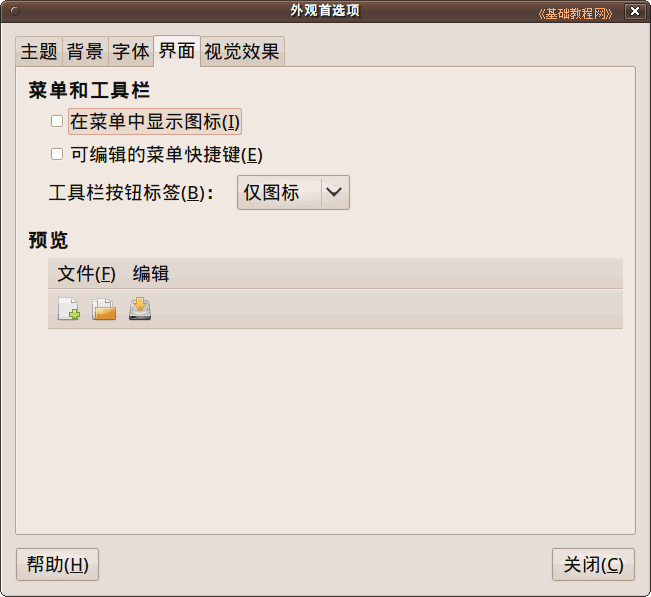 外观首选项
《基础教程网》
主题 背景 字体 界面 视觉效果
菜单和工具栏
在菜单中显示图标(I)
可编辑的菜单快捷键(E)
工具栏按钮标签(B)： 仅图标
预览
文件(F) 编辑
帮助(H) 关闭(C)